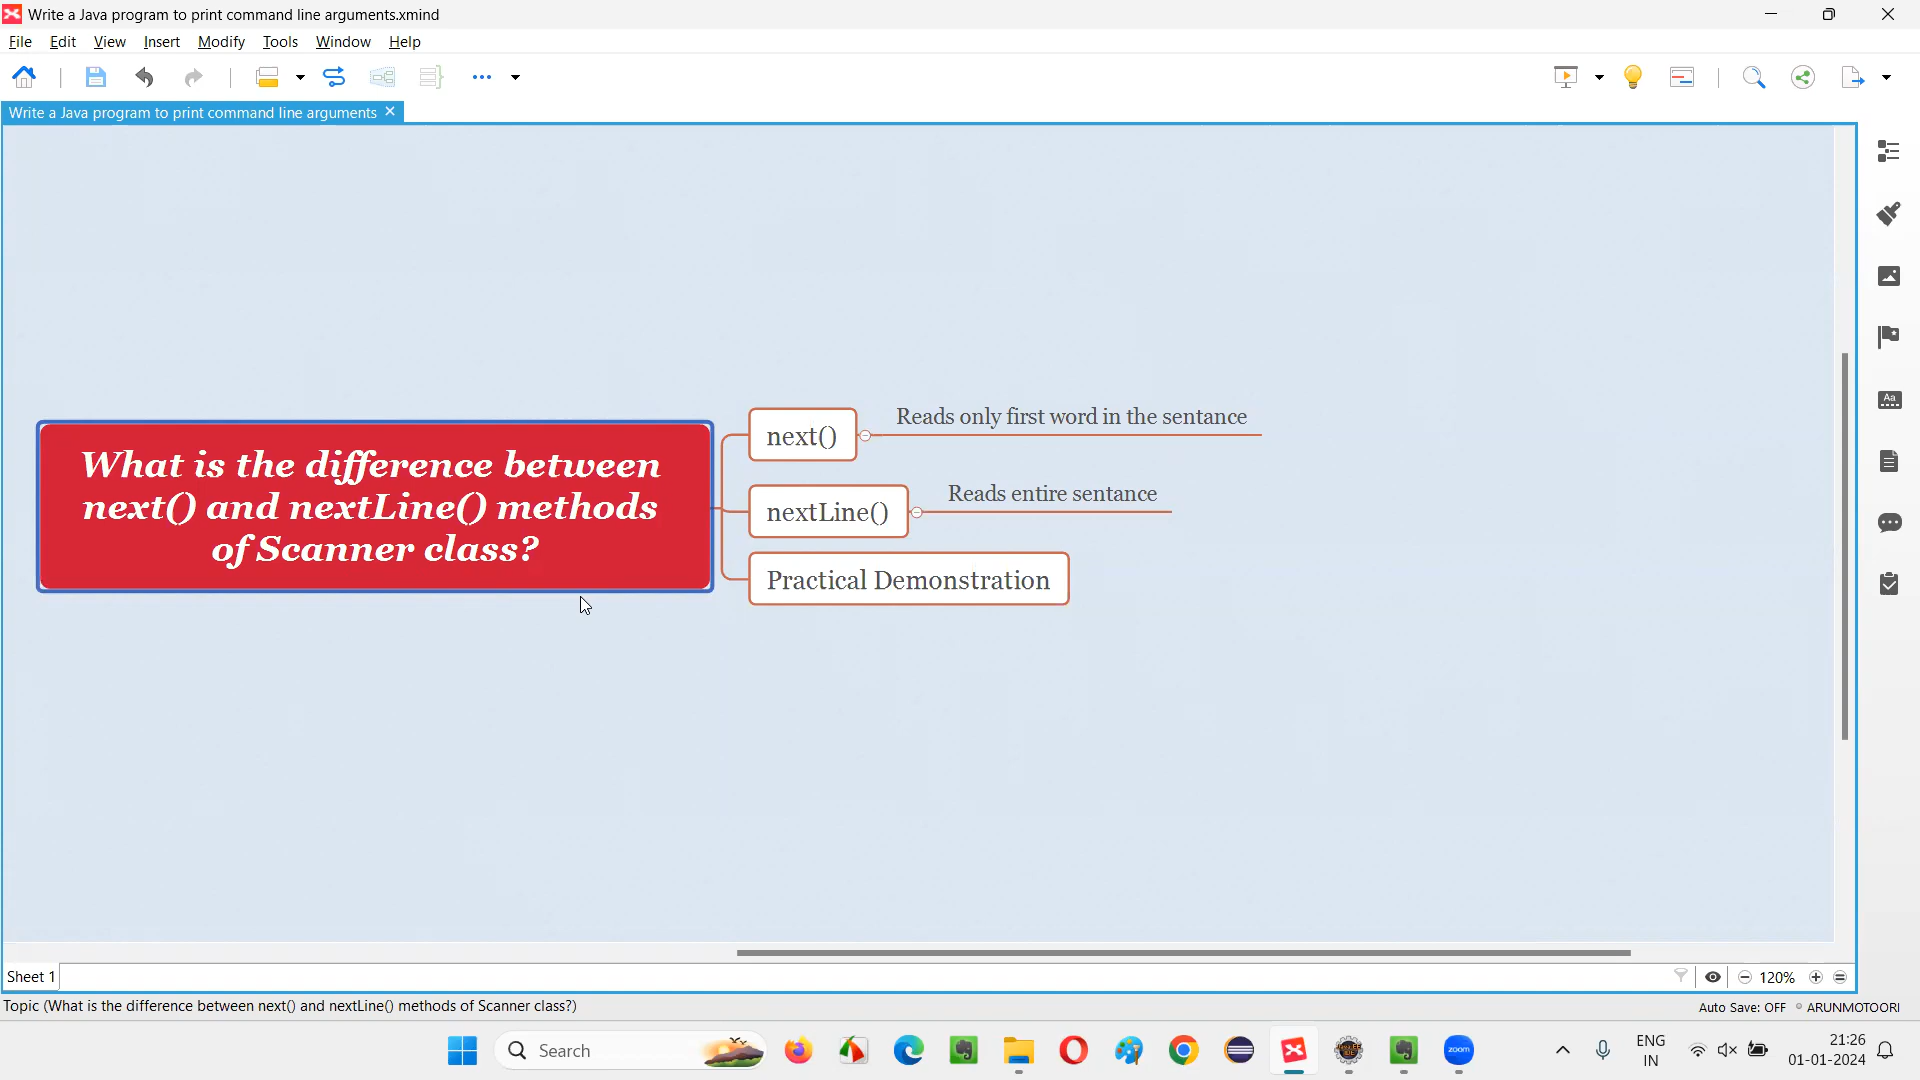 Write a Java program to print command line arguments.xmind
File Edit View Insert Modify Tools Window Help
Write a Java program to print command line arguments
What is the difference between
next() and nextLine() methods
of Scanner class?
next()
Reads only first word in the sentance
nextLine()
Reads entire sentance
Practical Demonstration
Aa
Sheet 1
120%
Topic (What is the difference between next() and nextLine() methods of Scanner class?)
Auto Save: OFF
ARUNMOTOORI
Search
zoom
ENG
IN
21:26
01-01-2024